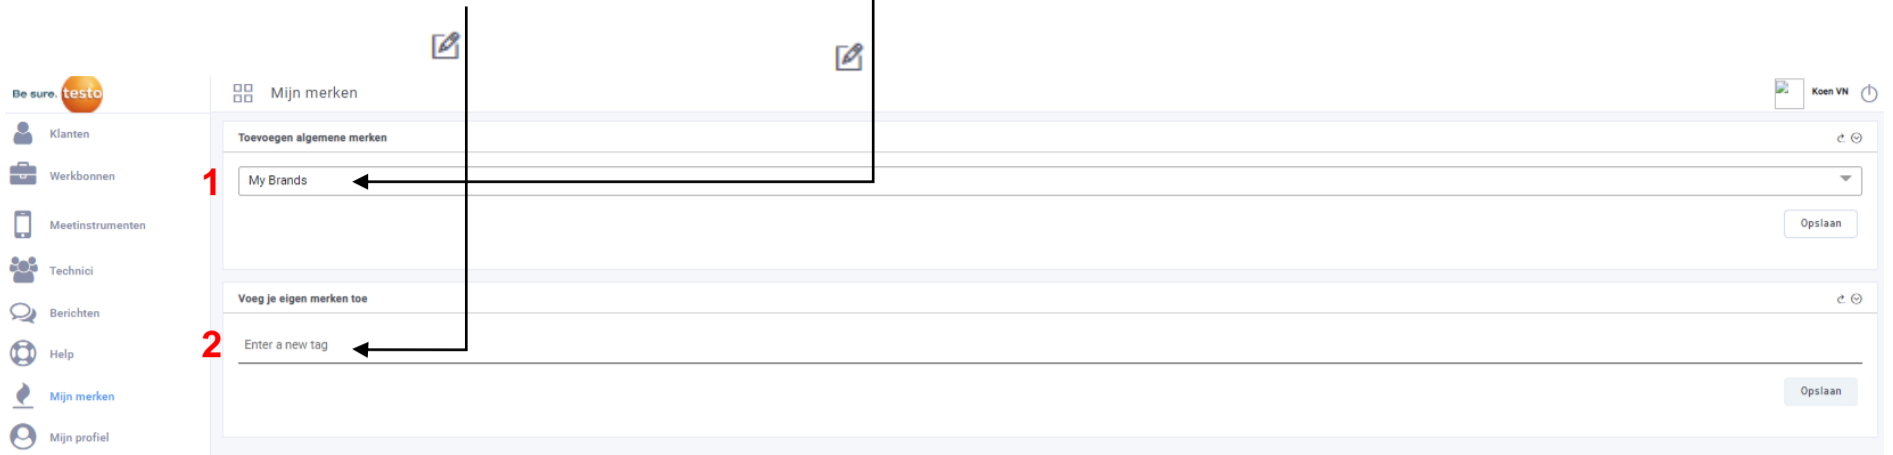 Be sure. testo
Mijn merken
Koen VN
Klanten
Werkbonnen
Meetinstrumenten
Technici
Berichten
Help
Mijn merken
Mijn profiel
Toevoegen algemene merken
1
My Brands
Opslaan
Voeg je eigen merken toe
2
Enter a new tag
Opslaan